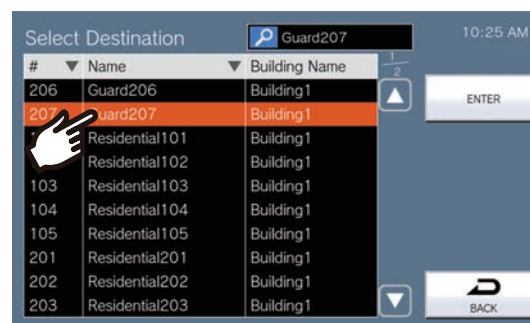 Select Destination Guard207 10:25 AM
# Name Building Name 1/2
206 Guard206 Building1
207 uard207 Building1
Residential101 Building1
Residential102 Building1
103 Residential103 Building1
104 Residential104 Building1
105 Residential105 Building1
201 Residential201 Building1
202 Residential202 Building1
203 Residential203 Building1
ENTER
BACK